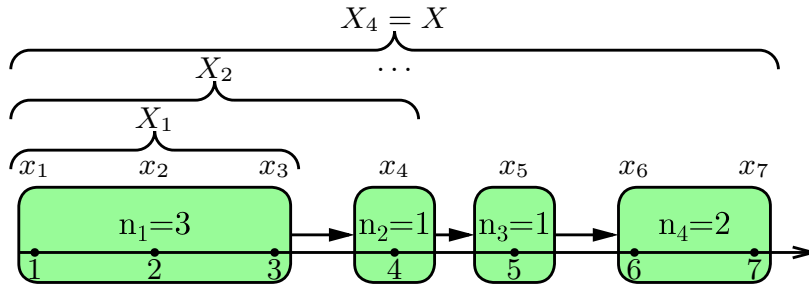 X₄ = X
X₂ ...
X₁
x₁ x₂ x₃ x₄ x₅ x₆ x₇
n₁=3 n₂=1 n₃=1 n₄=2
1 2 3 4 5 6 7